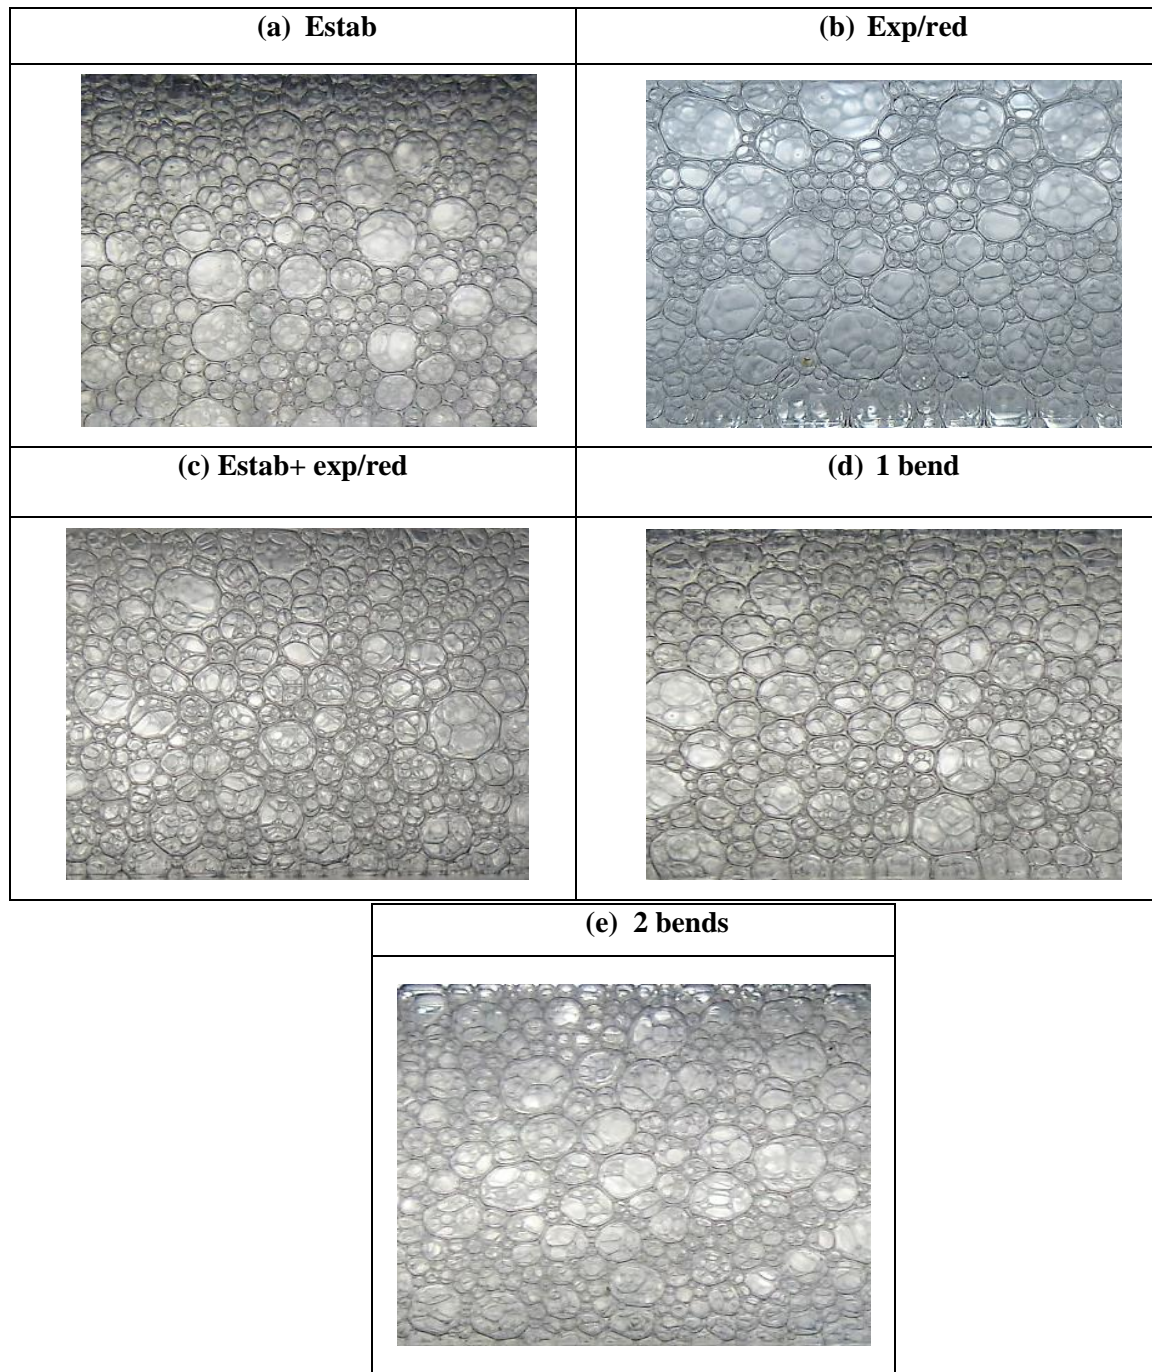 (a) Estab
(b) Exp/red
(c) Estab+ exp/red
(d) 1 bend
(e) 2 bends